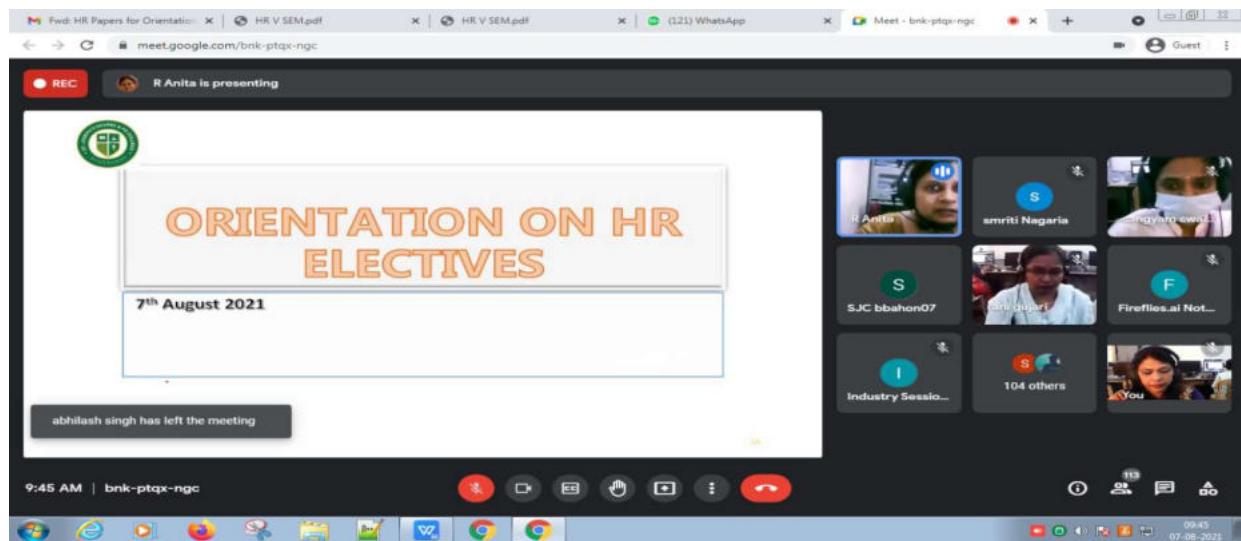 Fwd: HR Papers for Orientation
HR V SEM.pdf
HR V SEM.pdf
(121) WhatsApp
Meet - bnk-ptqx-ngc
meet.google.com/bnk-ptqx-ngc
Guest
REC
R Anita is presenting
ORIENTATION ON HR
ELECTIVES
7th August 2021
abhilash singh has left the meeting
R Anita
S
smriti Nagaria
S
SJC bbahon07
gujari
F
Fireflies.ai Not...
I
Industry Sessio...
S
104 others
You
9:45 AM | bnk-ptqx-ngc
113
09:45
07-08-2021